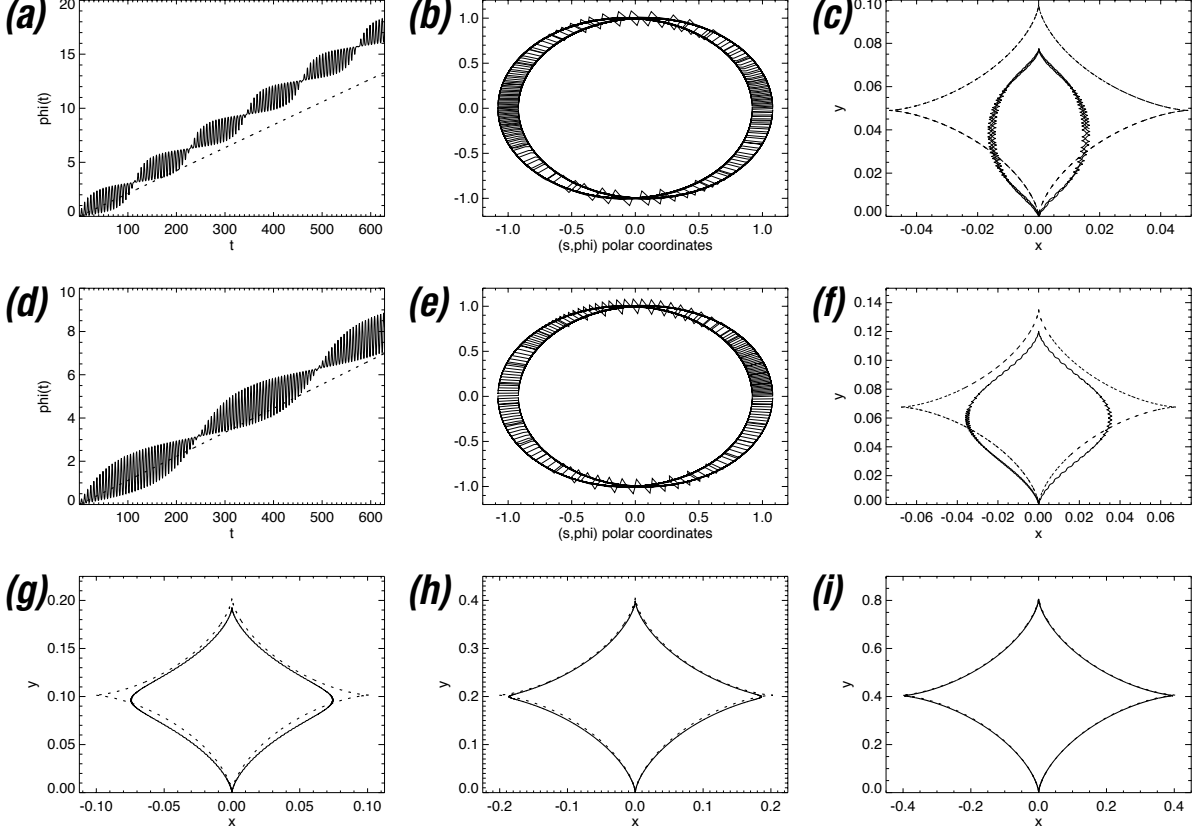 (a)
20
15
10
5
0
phi(t)
100 200 300 400 500 600
t
(b)
1.0
0.5
0.0
-0.5
-1.0
-1.0 -0.5 0.0 0.5 1.0
(s,phi) polar coordinates
(c)
0.10
0.08
0.06
0.04
0.02
0.00
y
-0.04 -0.02 0.00 0.02 0.04
x
(d)
10
8
6
4
2
0
phi(t)
100 200 300 400 500 600
t
(e)
1.0
0.5
0.0
-0.5
-1.0
-1.0 -0.5 0.0 0.5 1.0
(s,phi) polar coordinates
(f)
0.14
0.12
0.10
0.08
0.06
0.04
0.02
0.00
y
-0.06 -0.04 -0.02 0.00 0.02 0.04 0.06
x
(g)
0.20
0.15
0.10
0.05
0.00
y
-0.10 -0.05 0.00 0.05 0.10
x
(h)
0.4
0.3
0.2
0.1
0.0
y
-0.2 -0.1 0.0 0.1 0.2
x
(i)
0.8
0.6
0.4
0.2
0.0
y
-0.4 -0.2 0.0 0.2 0.4
x